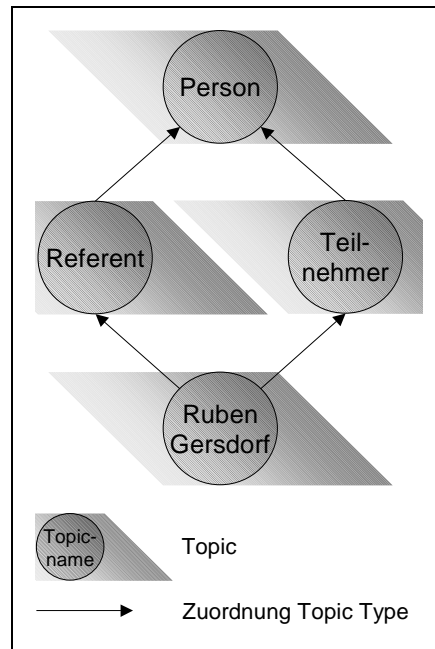 Person
Referent
Teil-
nehmer
Ruben
Gersdorf
Topic-
name
Topic
Zuordnung Topic Type